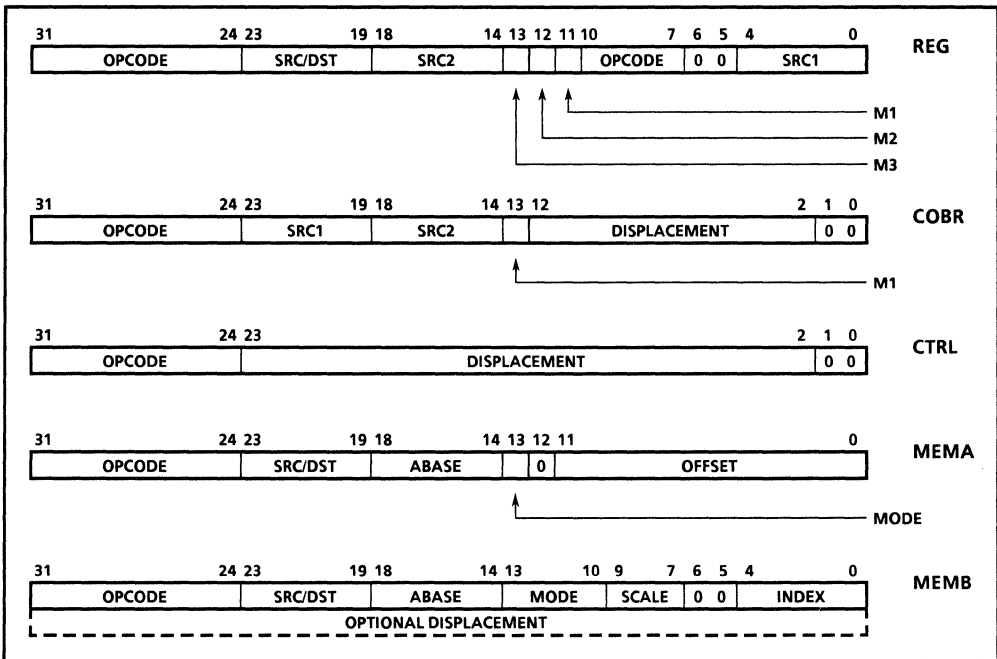 31 24 23 19 18 14 13 12 11 10 7 6 5 4 0 REG
OPCODE SRC/DST SRC2 OPCODE 0 0 SRC1
M1
M2
M3
31 24 23 19 18 14 13 12 2 1 0 COBR
OPCODE SRC1 SRC2 DISPLACEMENT 0 0
M1
31 24 23 2 1 0 CTRL
OPCODE DISPLACEMENT 0 0
31 24 23 19 18 14 13 12 11 0 MEMA
OPCODE SRC/DST ABASE 0 OFFSET
MODE
31 24 23 19 18 14 13 10 9 7 6 5 4 0 MEMB
OPCODE SRC/DST ABASE MODE SCALE 0 0 INDEX
OPTIONAL DISPLACEMENT